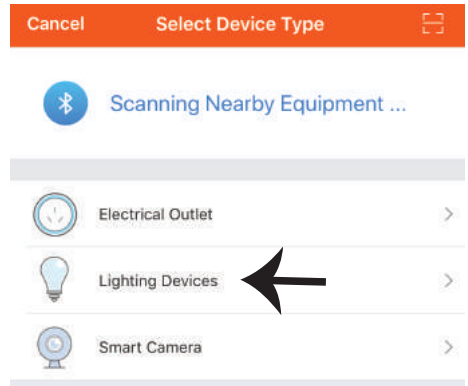 Cancel Select Device Type
Scanning Nearby Equipment ...
Electrical Outlet
Lighting Devices
Smart Camera